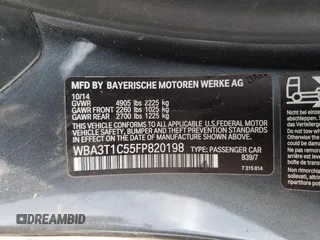 MFD BY BAYERISCHE MOTOREN WERKE AG
10/14
GVWR 4905 lbs 2225 kg
GAWR FRONT 2260 lbs 1025 kg
GAWR REAR 2700 lbs 1225 kg
THIS VEHICLE CONFORMS TO ALL APPLICABLE FEDERAL MOTOR VEHICLE SAFETY, BUMPER, AND THEFT PREVENTION STANDARDS IN EFFECT ON THE DATE OF MANUFACTURE SHOWN ABOVE.
WBA3T1C55FP820198
TYPE: PASSENGER CAR
B39/7
7 315 814
DREAMBID